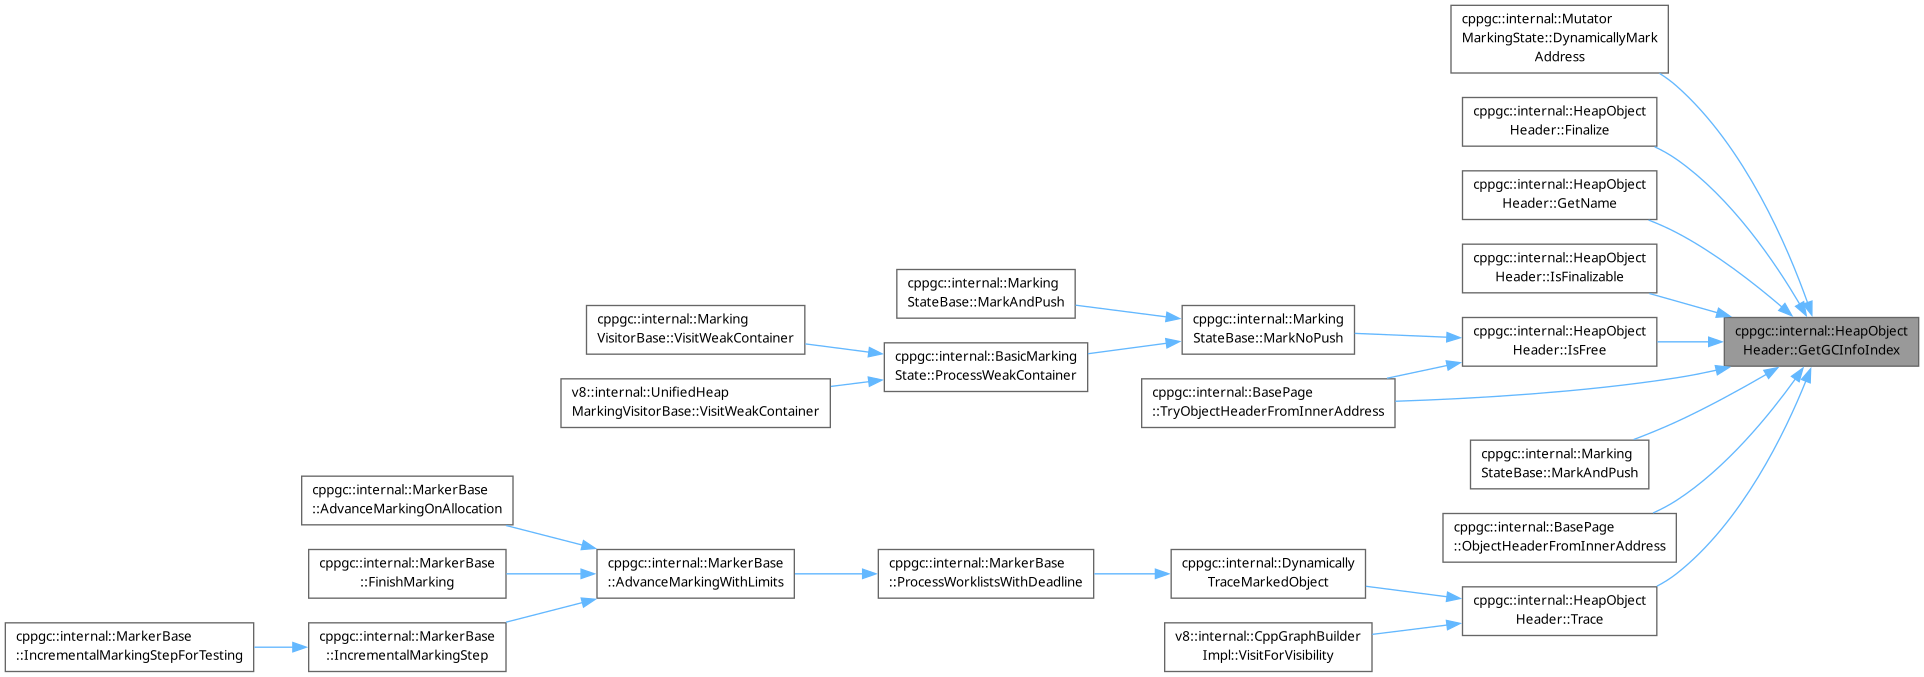 cppgc::internal::Mutator
MarkingState::DynamicallyMark
Address
cppgc::internal::HeapObject
Header::Finalize
cppgc::internal::HeapObject
Header::GetName
cppgc::internal::HeapObject
Header::IsFinalizable
cppgc::internal::Marking
StateBase::MarkAndPush
cppgc::internal::Marking
VisitorBase::VisitWeakContainer
cppgc::internal::Marking
StateBase::MarkNoPush
cppgc::internal::HeapObject
Header::IsFree
cppgc::internal::HeapObject
Header::GetGCInfoIndex
cppgc::internal::BasicMarking
State::ProcessWeakContainer
v8::internal::UnifiedHeap
MarkingVisitorBase::VisitWeakContainer
cppgc::internal::BasePage
::TryObjectHeaderFromInnerAddress
cppgc::internal::Marking
StateBase::MarkAndPush
cppgc::internal::MarkerBase
::AdvanceMarkingOnAllocation
cppgc::internal::BasePage
::ObjectHeaderFromInnerAddress
cppgc::internal::MarkerBase
::FinishMarking
cppgc::internal::MarkerBase
::AdvanceMarkingWithLimits
cppgc::internal::MarkerBase
::ProcessWorklistsWithDeadline
cppgc::internal::Dynamically
TraceMarkedObject
cppgc::internal::HeapObject
Header::Trace
cppgc::internal::MarkerBase
::IncrementalMarkingStepForTesting
cppgc::internal::MarkerBase
::IncrementalMarkingStep
v8::internal::CppGraphBuilder
Impl::VisitForVisibility